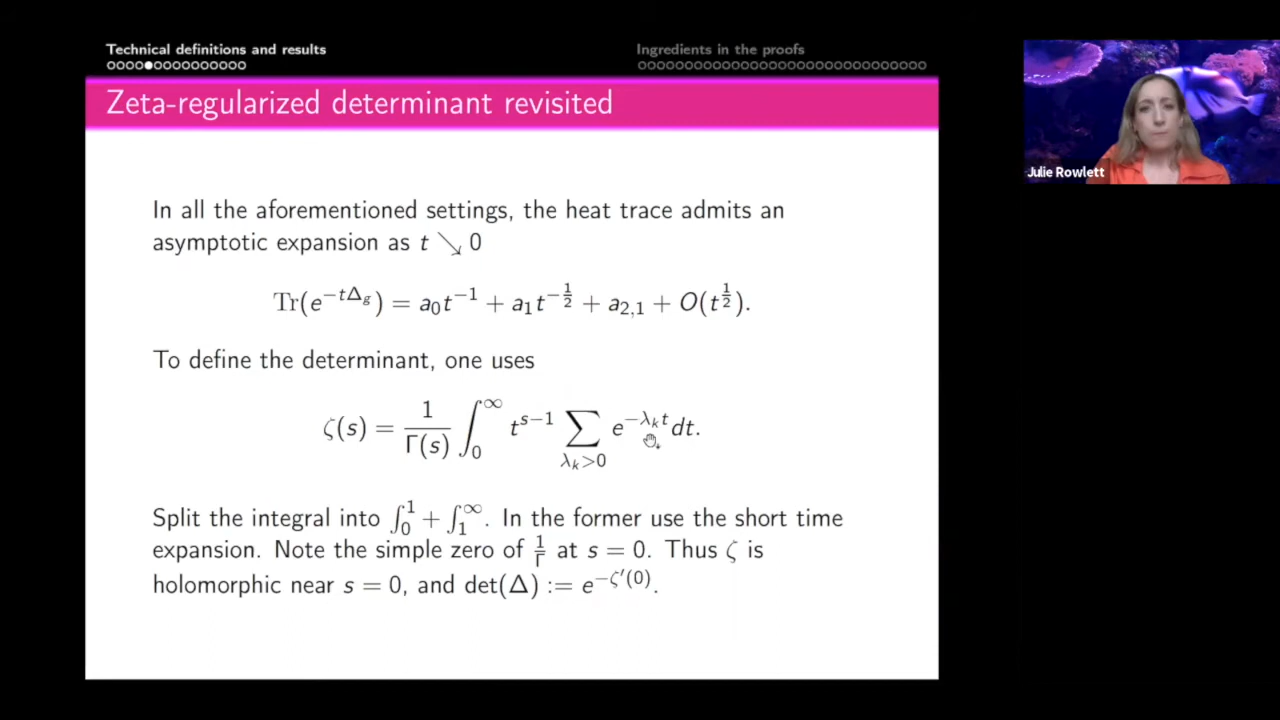 Technical definitions and results
Ingredients in the proofs
Zeta-regularized determinant revisited
Julie Rowlett
In all the aforementioned settings, the heat trace admits an
asymptotic expansion as t ↘ 0
Tr(e^{−tΔ_g}) = a_0 t^{−1} + a_1 t^{−1/2} + a_{2,1} + O(t^{1/2}).
To define the determinant, one uses
ζ(s) = 1/Γ(s) ∫_0^∞ t^{s−1} ∑_{λ_k>0} e^{−λ_k t} dt.
Split the integral into ∫_0^1 + ∫_1^∞. In the former use the short time
expansion. Note the simple zero of 1/Γ at s = 0. Thus ζ is
holomorphic near s = 0, and det(Δ) := e^{−ζ′(0)}.